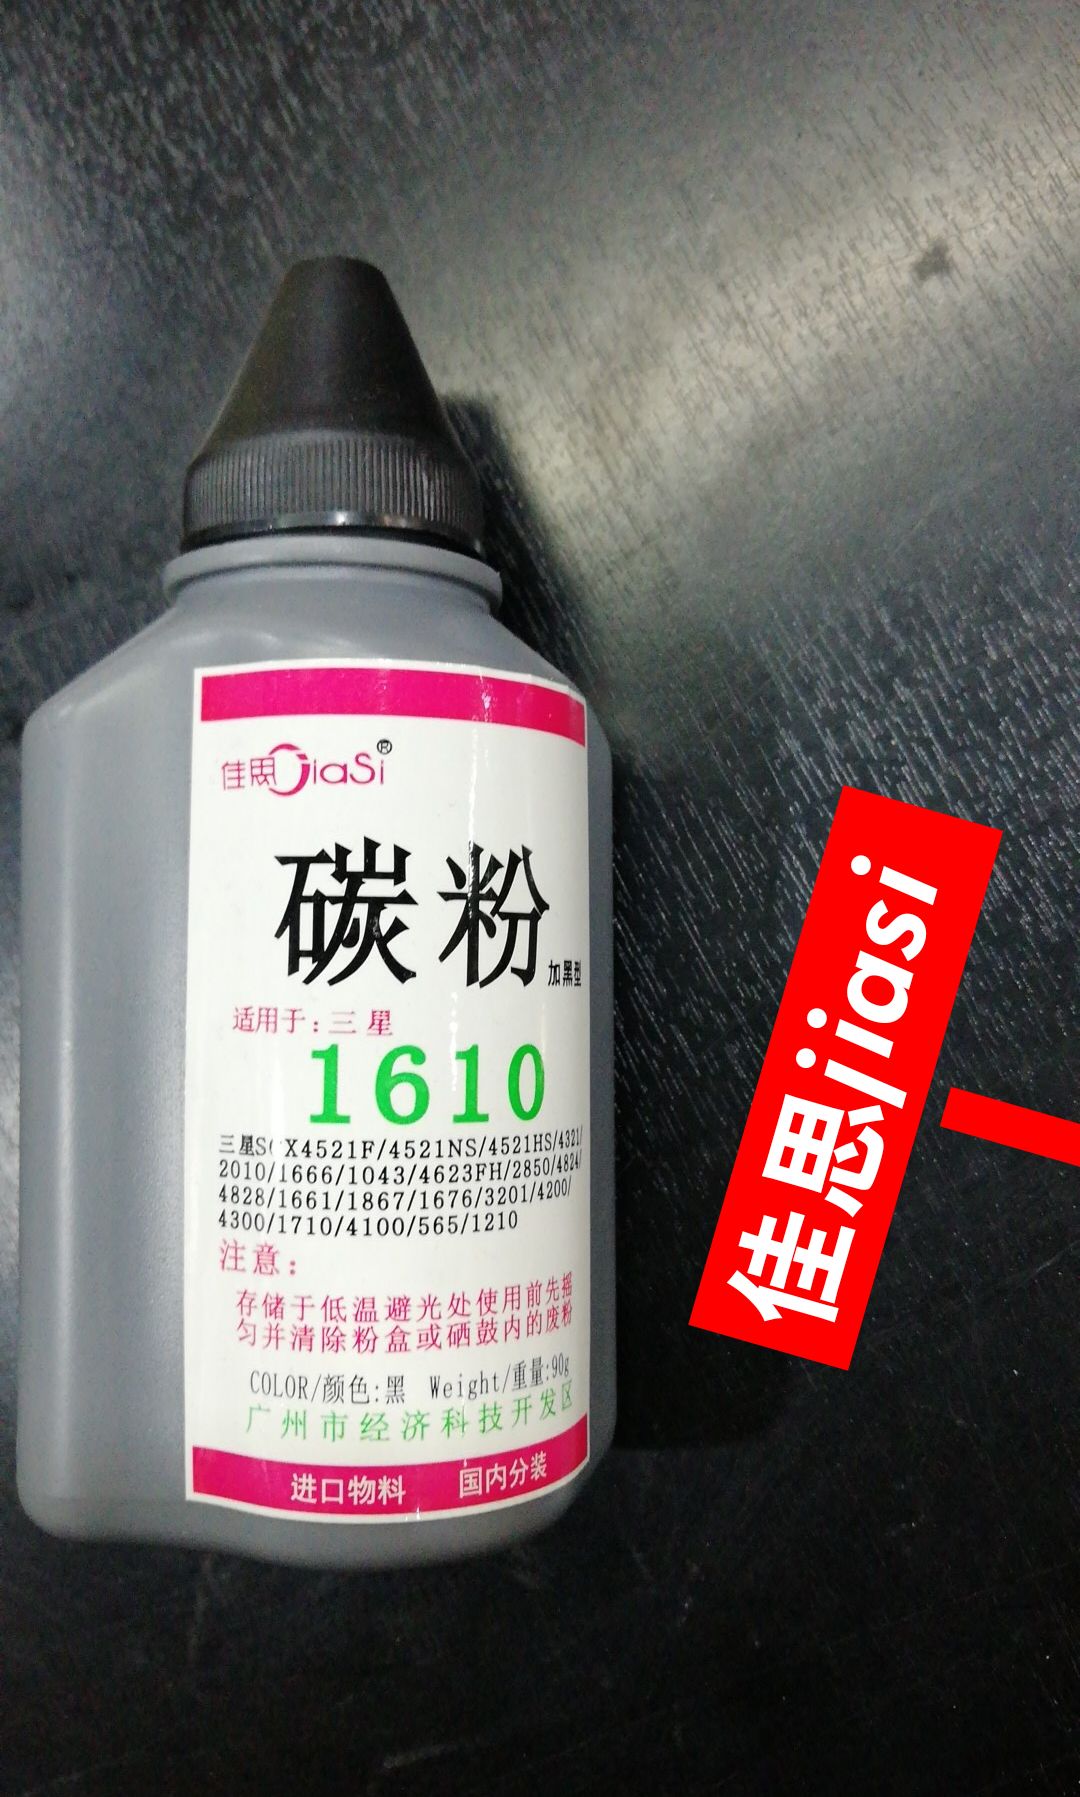 佳思JiaSi®
碳粉
加黑型
适用于:三星
1610
三星SCX4521F/4521NS/4521HS/4321/
2010/1666/1043/4623FH/2850/4824/
4828/1661/1867/1676/3201/4200/
4300/1710/4100/565/1210
注意:
存储于低温避光处使用前先摇
匀并清除粉盒或硒鼓内的废粉
COLOR/颜色:黑 Weight/重量:90g
广州市经济科技开发区
进口物料 国内分装
佳思jiasi